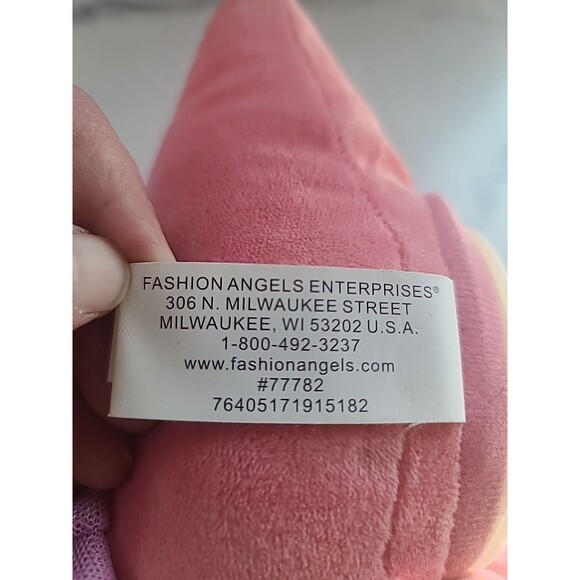 FASHION ANGELS ENTERPRISES®
306 N. MILWAUKEE STREET
MILWAUKEE, WI 53202 U.S.A.
1-800-492-3237
www.fashionangels.com
#77782
76405171915182